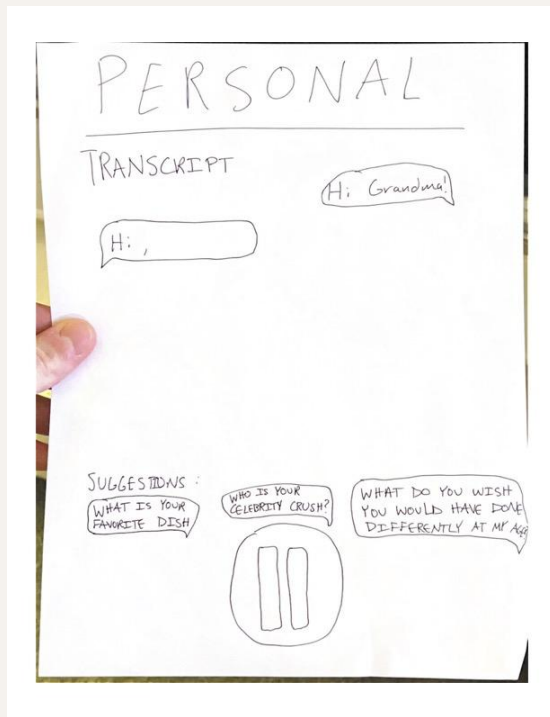 PERSONAL
TRANSCRIPT
Hi Grandma!
Hi,
SUGGESTIONS:
WHAT IS YOUR
FAVORITE DISH
WHO IS YOUR
CELEBRITY CRUSH?
WHAT DO YOU WISH
YOU WOULD HAVE DONE
DIFFERENTLY AT MY AGE